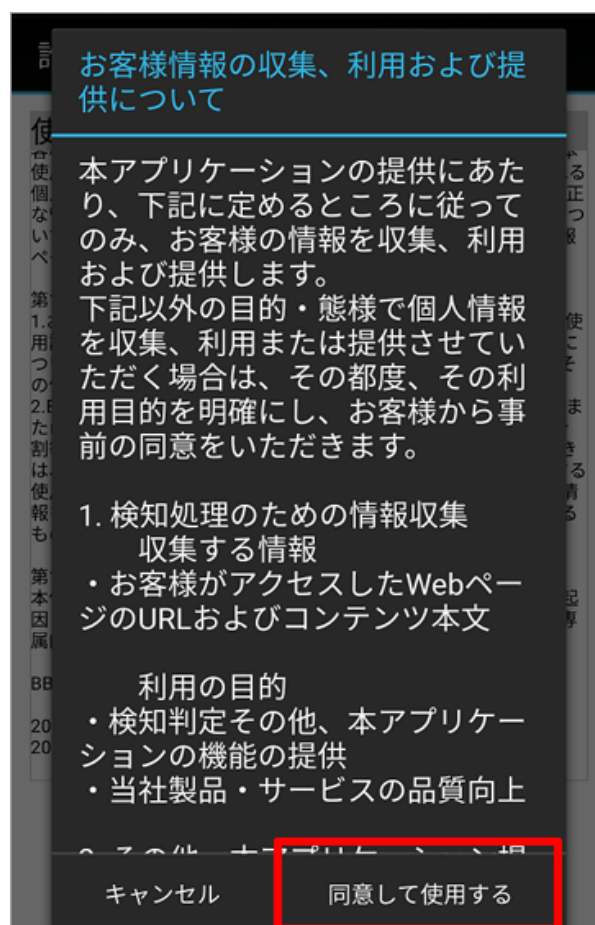 お客様情報の収集、利用および提
供について
本アプリケーションの提供にあた
り、下記に定めるところに従って
のみ、お客様の情報を収集、利用
および提供します。
下記以外の目的・態様で個人情報
を収集、利用または提供させてい
ただく場合は、その都度、その利
用目的を明確にし、お客様から事
前の同意をいただきます。
1. 検知処理のための情報収集
収集する情報
・お客様がアクセスしたWebペー
ジのURLおよびコンテンツ本文
利用の目的
・検知判定その他、本アプリケー
ションの機能の提供
・当社製品・サービスの品質向上
キャンセル
同意して使用する